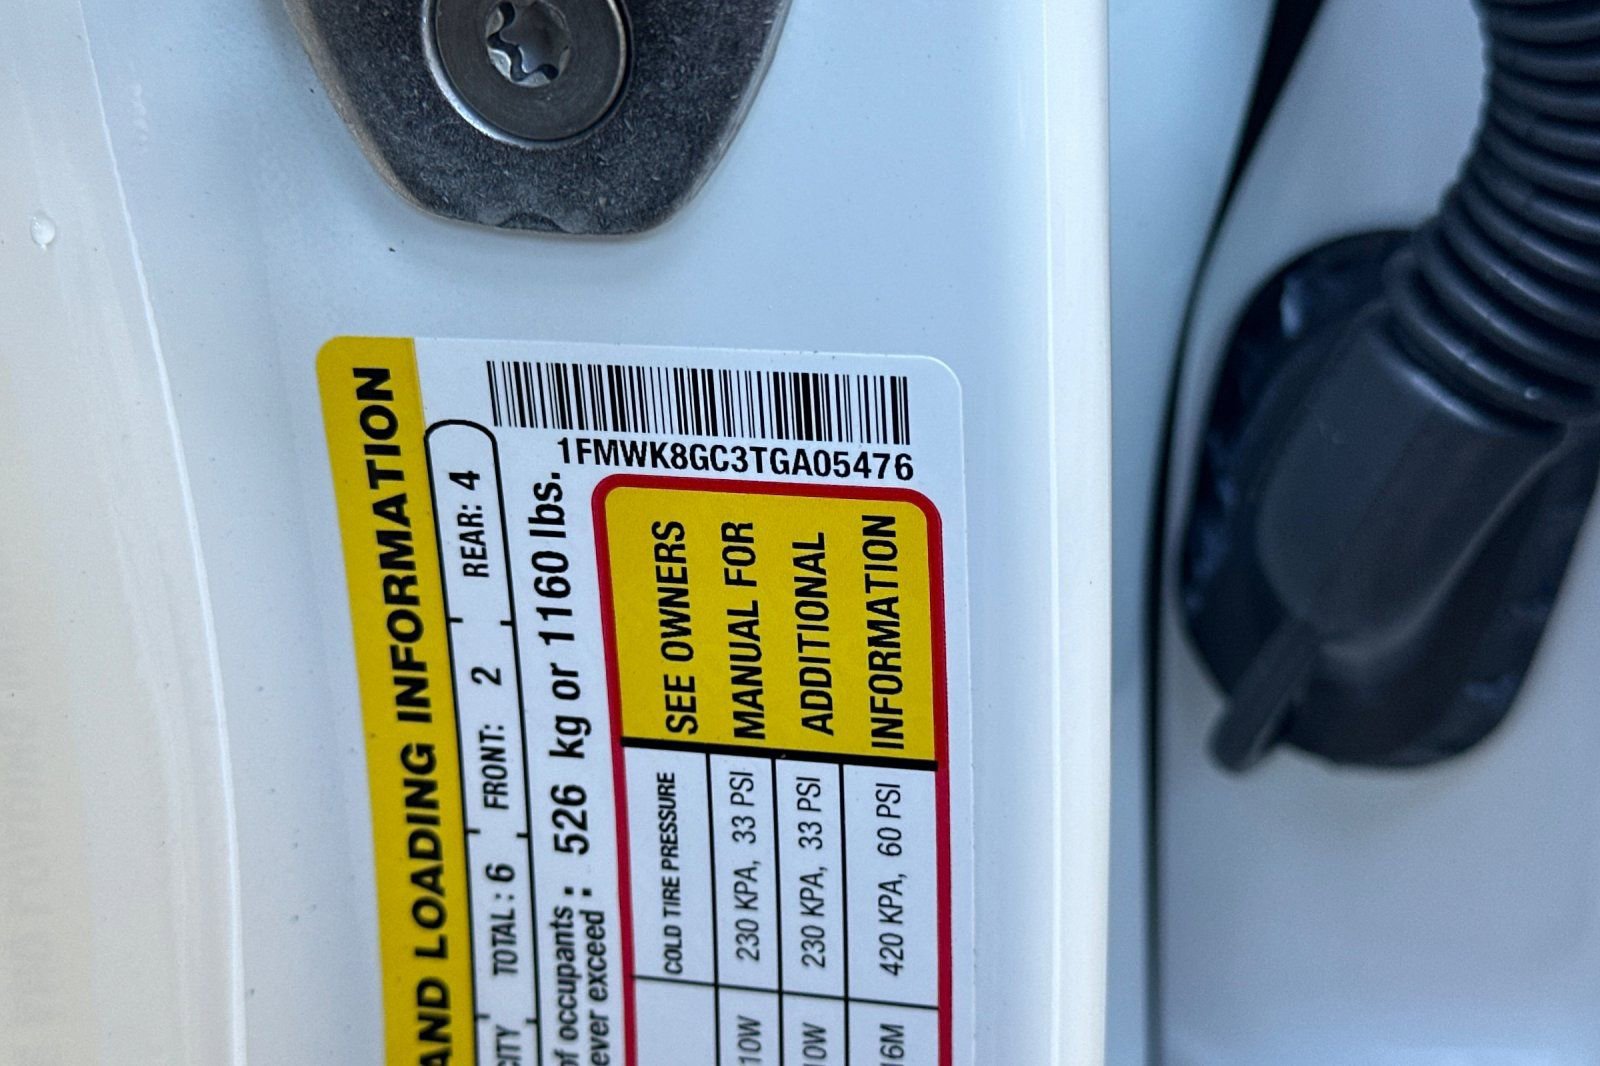 1FMWK8GC3TGA05476
AND LOADING INFORMATION
TOTAL: 6 FRONT: 2 REAR: 4
of occupants: 526 kg or 1160 lbs.
exceed:
COLD TIRE PRESSURE
230 KPA, 33 PSI
230 KPA, 33 PSI
420 KPA, 60 PSI
SEE OWNERS
MANUAL FOR
ADDITIONAL
INFORMATION